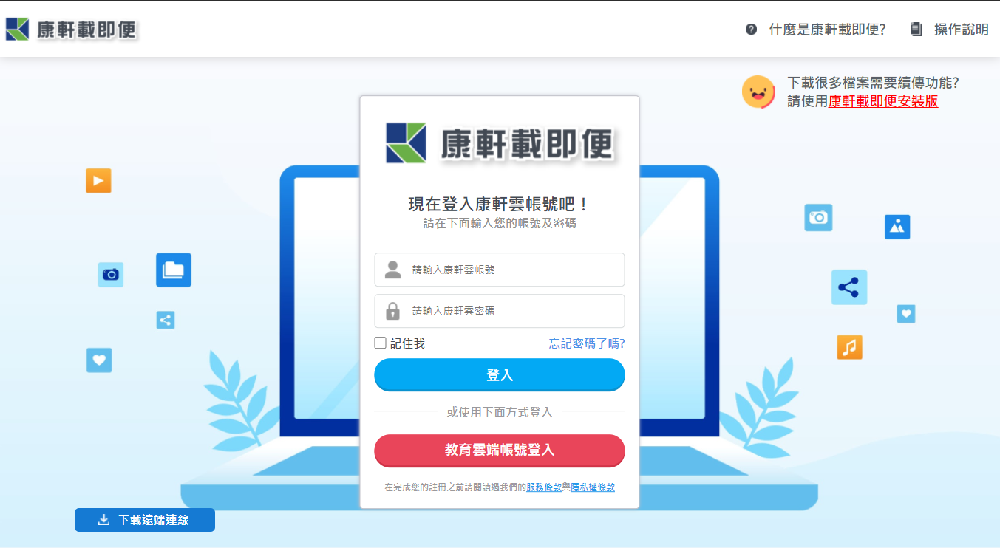 康軒載即便
什麼是康軒載即便?
操作說明
下載很多檔案需要續傳功能?
請使用康軒載即便安裝版
康軒載即便
現在登入康軒雲帳號吧！
請在下面輸入您的帳號及密碼
請輸入康軒雲帳號
請輸入康軒雲密碼
記住我
忘記密碼了嗎?
登入
或使用下面方式登入
教育雲端帳號登入
在完成您的註冊之前請閱讀過我們的服務條款與隱私權條款
下載遠端連線